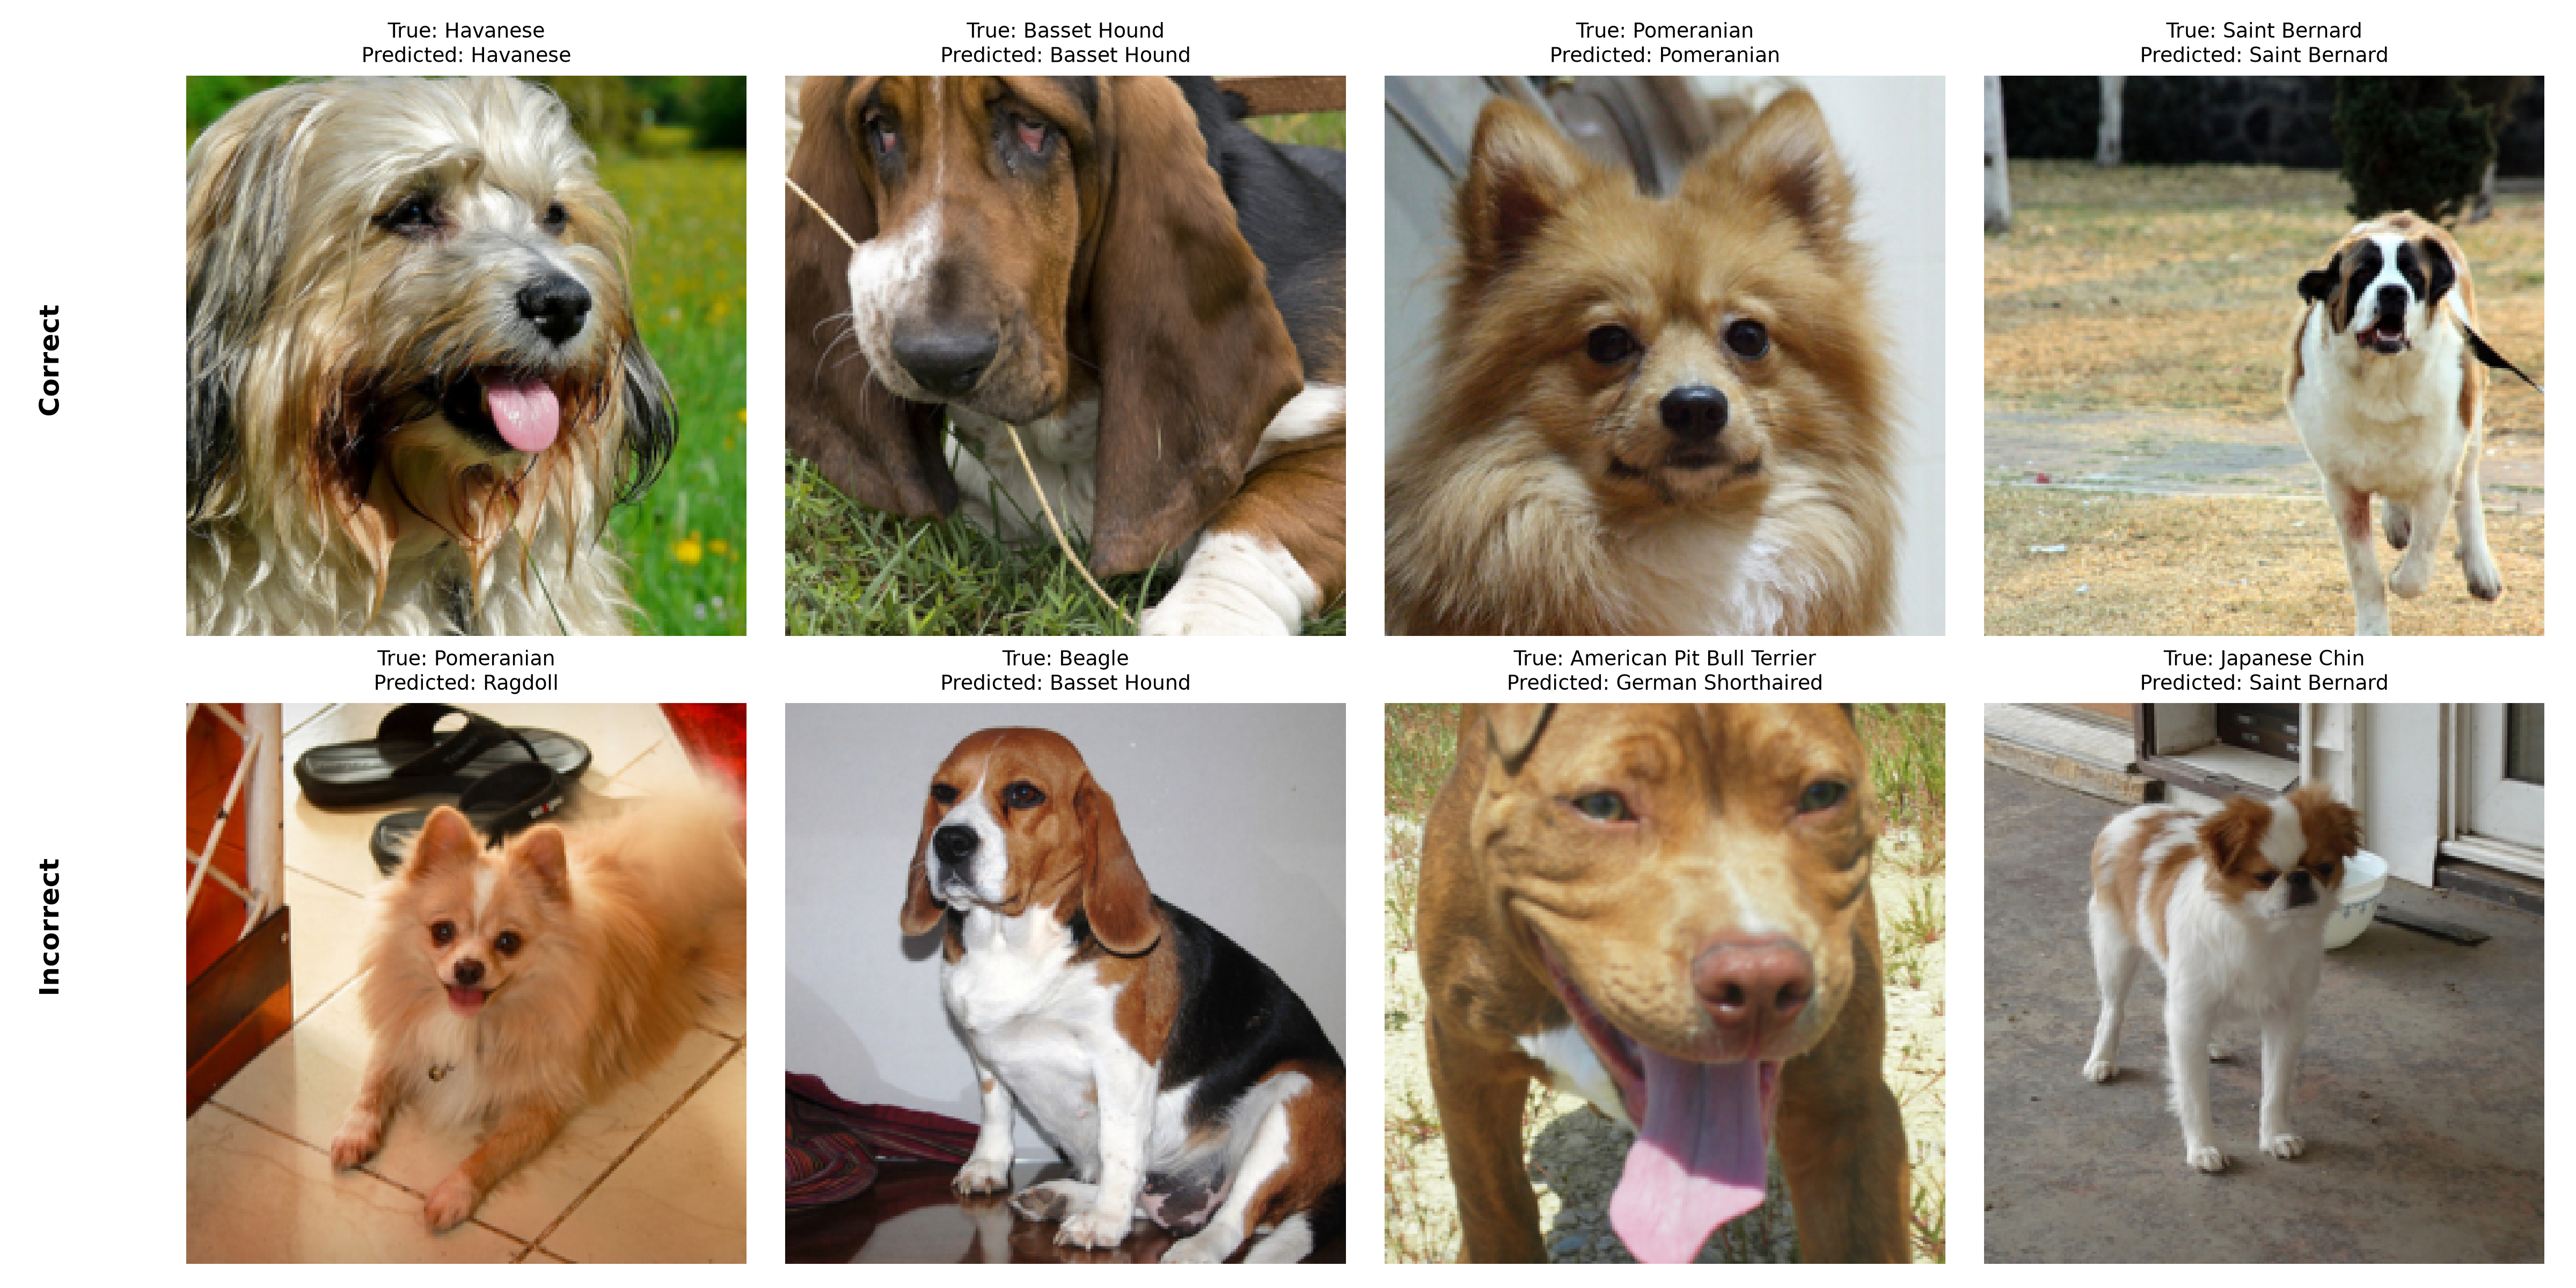 True: Havanese
Predicted: Havanese
True: Basset Hound
Predicted: Basset Hound
True: Pomeranian
Predicted: Pomeranian
True: Saint Bernard
Predicted: Saint Bernard
Correct
True: Pomeranian
Predicted: Ragdoll
True: Beagle
Predicted: Basset Hound
True: American Pit Bull Terrier
Predicted: German Shorthaired
True: Japanese Chin
Predicted: Saint Bernard
Incorrect